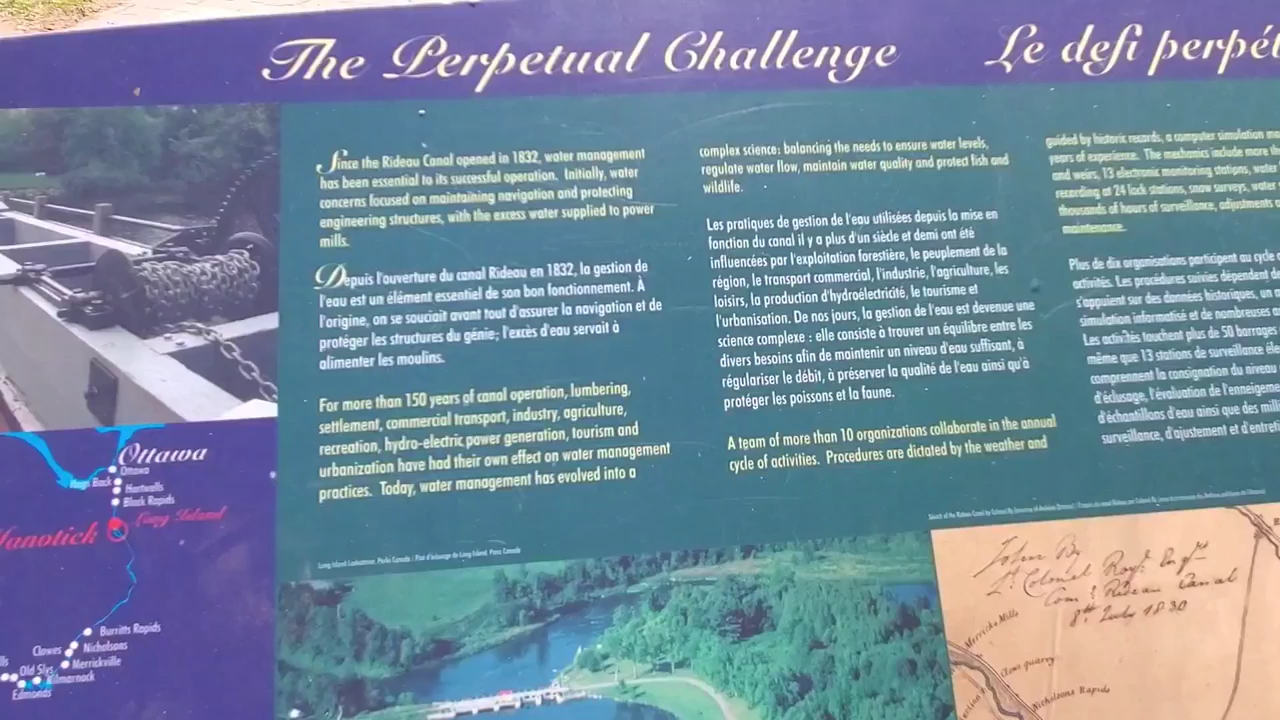 The Perpetual Challenge
Le defi perpé
Since the Rideau Canal opened in 1832, water management
has been essential to its successful operation. Initially, water
concerns focused on maintaining navigation and protecting
engineering structures, with the excess water supplied to power
mills.
Depuis l'ouverture du canal Rideau en 1832, la gestion de
l'eau est un élément essentiel de son bon fonctionnement. À
l'origine, on se souciait avant tout d'assurer la navigation et de
protéger les structures du génie; l'excès d'eau servait à
alimenter les moulins.
For more than 150 years of canal operation, lumbering,
settlement, commercial transport, industry, agriculture,
recreation, hydro-electric power generation, tourism and
urbanization have had their own effect on water management
practices. Today, water management has evolved into a
complex science: balancing the needs to ensure water levels,
regulate water flow, maintain water quality and protect fish and
wildlife.
Les pratiques de gestion de l'eau utilisées depuis la mise en
fonction du canal il y a plus d'un siècle et demi ont été
influencées par l'exploitation forestière, le peuplement de la
région, le transport commercial, l'industrie, l'agriculture, les
loisirs, la production d'hydroélectricité, le tourisme et
l'urbanisation. De nos jours, la gestion de l'eau est devenue une
science complexe : elle consiste à trouver un équilibre entre les
divers besoins afin de maintenir un niveau d'eau suffisant, à
régulariser le débit, à préserver la qualité de l'eau ainsi qu'à
protéger les poissons et la faune.
A team of more than 10 organizations collaborate in the annual
cycle of activities. Procedures are dictated by the weather and
guided by historic records, a computer simulation
years of experience. The mechanics include more
and weirs, 13 electronic monitoring stations, water
recording at 24 lock stations, snow surveys, water
thousands of hours of surveillance, adjustments
maintenance.
Plus de dix organisations participent au cycle
activités. Les procédures suivies dépendent
s'appuient sur des données historiques, un
simulation informatisé et de nombreuses
Les activités touchent plus de 50 barrages
même que 13 stations de surveillance
comprennent la consignation du niveau
d'éclusage, l'évaluation de l'enneigement
d'échantillons d'eau ainsi que des
surveillance, d'ajustement et d'entre
Ottawa
Ottawa
Hogs Back
Hartwells
Black Rapids
Manotick
Long Island
Burritts Rapids
Clowes
Nicholsons
Merrickville
Old Slys
Kilmarnock
Edmonds
John By
Lt Colonel Royl. Engrs
Com g Rideau Canal
8th July 1830
Merricks Mills
Clows quarry
Nicholsons Rapids